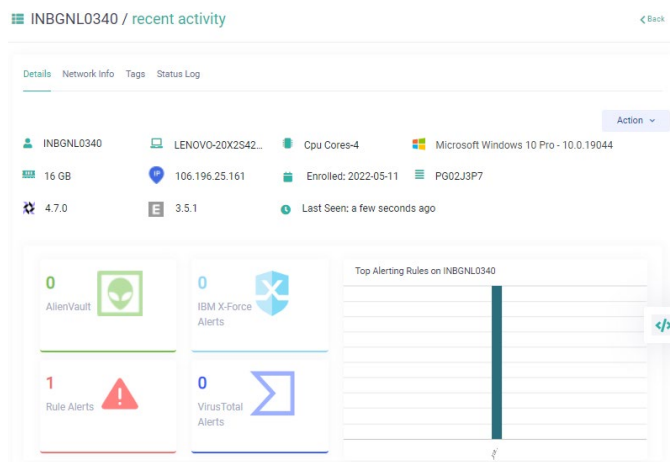 INBGNL0340 / recent activity
Back
Details Network Info Tags Status Log
Action
INBGNL0340 LENOVO-20X2S42... Cpu Cores-4 Microsoft Windows 10 Pro - 10.0.19044
16 GB IP 106.196.25.161 Enrolled: 2022-05-11 PG02J3P7
4.7.0 E 3.5.1 Last Seen: a few seconds ago
Top Alerting Rules on INBGNL0340
0
AlienVault
0
IBM X-Force
Alerts
</>
1
Rule Alerts
0
VirusTotal
Alerts